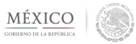 MÉXICO
GOBIERNO DE LA REPÚBLICA